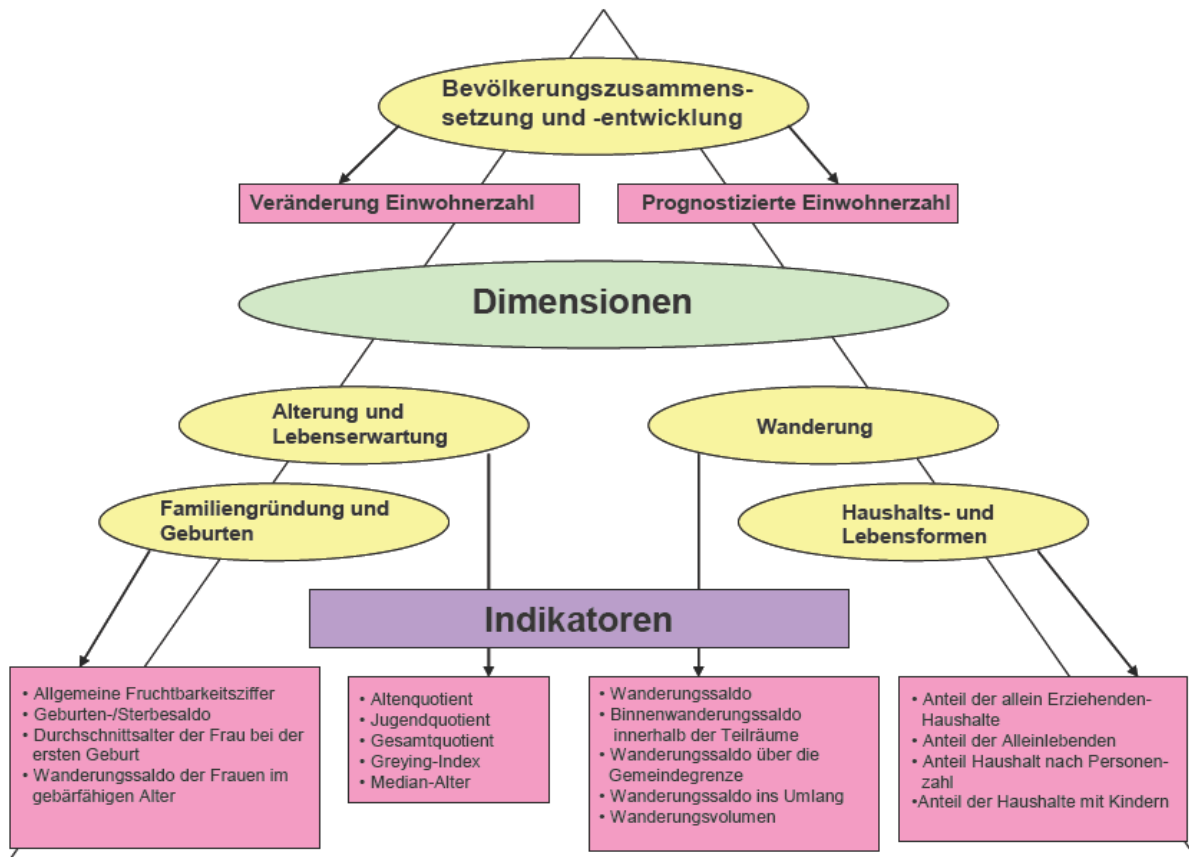 Bevölkerungszusammens-
setzung und -entwicklung
Veränderung Einwohnerzahl
Prognostizierte Einwohnerzahl
Dimensionen
Alterung und
Lebenserwartung
Wanderung
Familiengründung und
Geburten
Haushalts- und
Lebensformen
Indikatoren
• Allgemeine Fruchtbarkeitsziffer
• Geburten-/Sterbesaldo
• Durchschnittsalter der Frau bei der
ersten Geburt
• Wanderungssaldo der Frauen im
gebärfähigen Alter
• Altenquotient
• Jugendquotient
• Gesamtquotient
• Greying-Index
• Median-Alter
• Wanderungssaldo
• Binnenwanderungssaldo
innerhalb der Teilräume
• Wanderungssaldo über die
Gemeindegrenze
• Wanderungssaldo ins Umlang
• Wanderungsvolumen
• Anteil der allein Erziehenden-
Haushalte
• Anteil der Alleinlebenden
• Anteil Haushalt nach Personen-
zahl
•Anteil der Haushalte mit Kindern